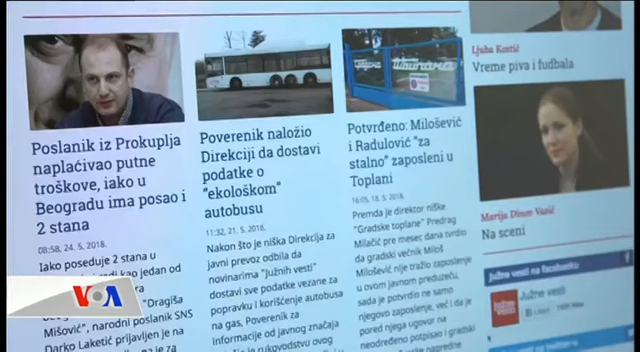 Poslanik iz Prokuplja
naplaćivao putne
troškove, iako u
Beogradu ima posao i
2 stana
08:58, 24. 5. 2018.
Iako poseduje 2 stana u
kao jedan od
"Dragiša
Mišović", narodni poslanik SNS
Darko Laketić prijavljen je na
Poverenik naložio
Direkciji da dostavi
podatke o
"ekološkom"
autobusu
11:32, 21. 5. 2018.
Nakon što je niška Direkcija za
javni prevoz odbila da
novinarima "Južnih vesti"
dostavi sve podatke vezane za
popravku i korišćenje autobusa
na gas, Poverenik za
informacije od javnog značaja
je rukovodstvu ovog
Potvrđeno: Milošević
i Radulović "za
stalno" zaposleni u
Toplani
16:05, 18. 5. 2018.
Premda je direktor niške
"Gradske toplane" Predrag
Milačić pre mesec dana tvrdio
da gradski većnik Miloš
Milošević nije tražio zaposlenje
u ovom javnom preduzeću,
sada je potvrdio ne samo
njegovo zaposlenje, već i da je
pored njega ugovor na
neodređeno potpisao i gradski
Ljuba Kostić
Vreme piva i fudbala
Marija Dinov Vasić
Na sceni
Južne vesti na facebooku
Južne vesti
VOA